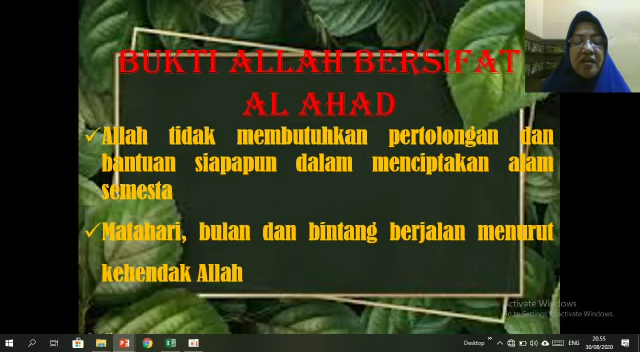 BUKTI ALLAH BERSIFAT
AL AHAD
✓Allah tidak membutuhkan pertolongan dan
bantuan siapapun dalam menciptakan alam
semesta
✓Matahari, bulan dan bintang berjalan menurut
kehendak Allah
Activate Windows
Go to Settings to activate Windows.
Desktop
ENG
20.55
30/08/2020